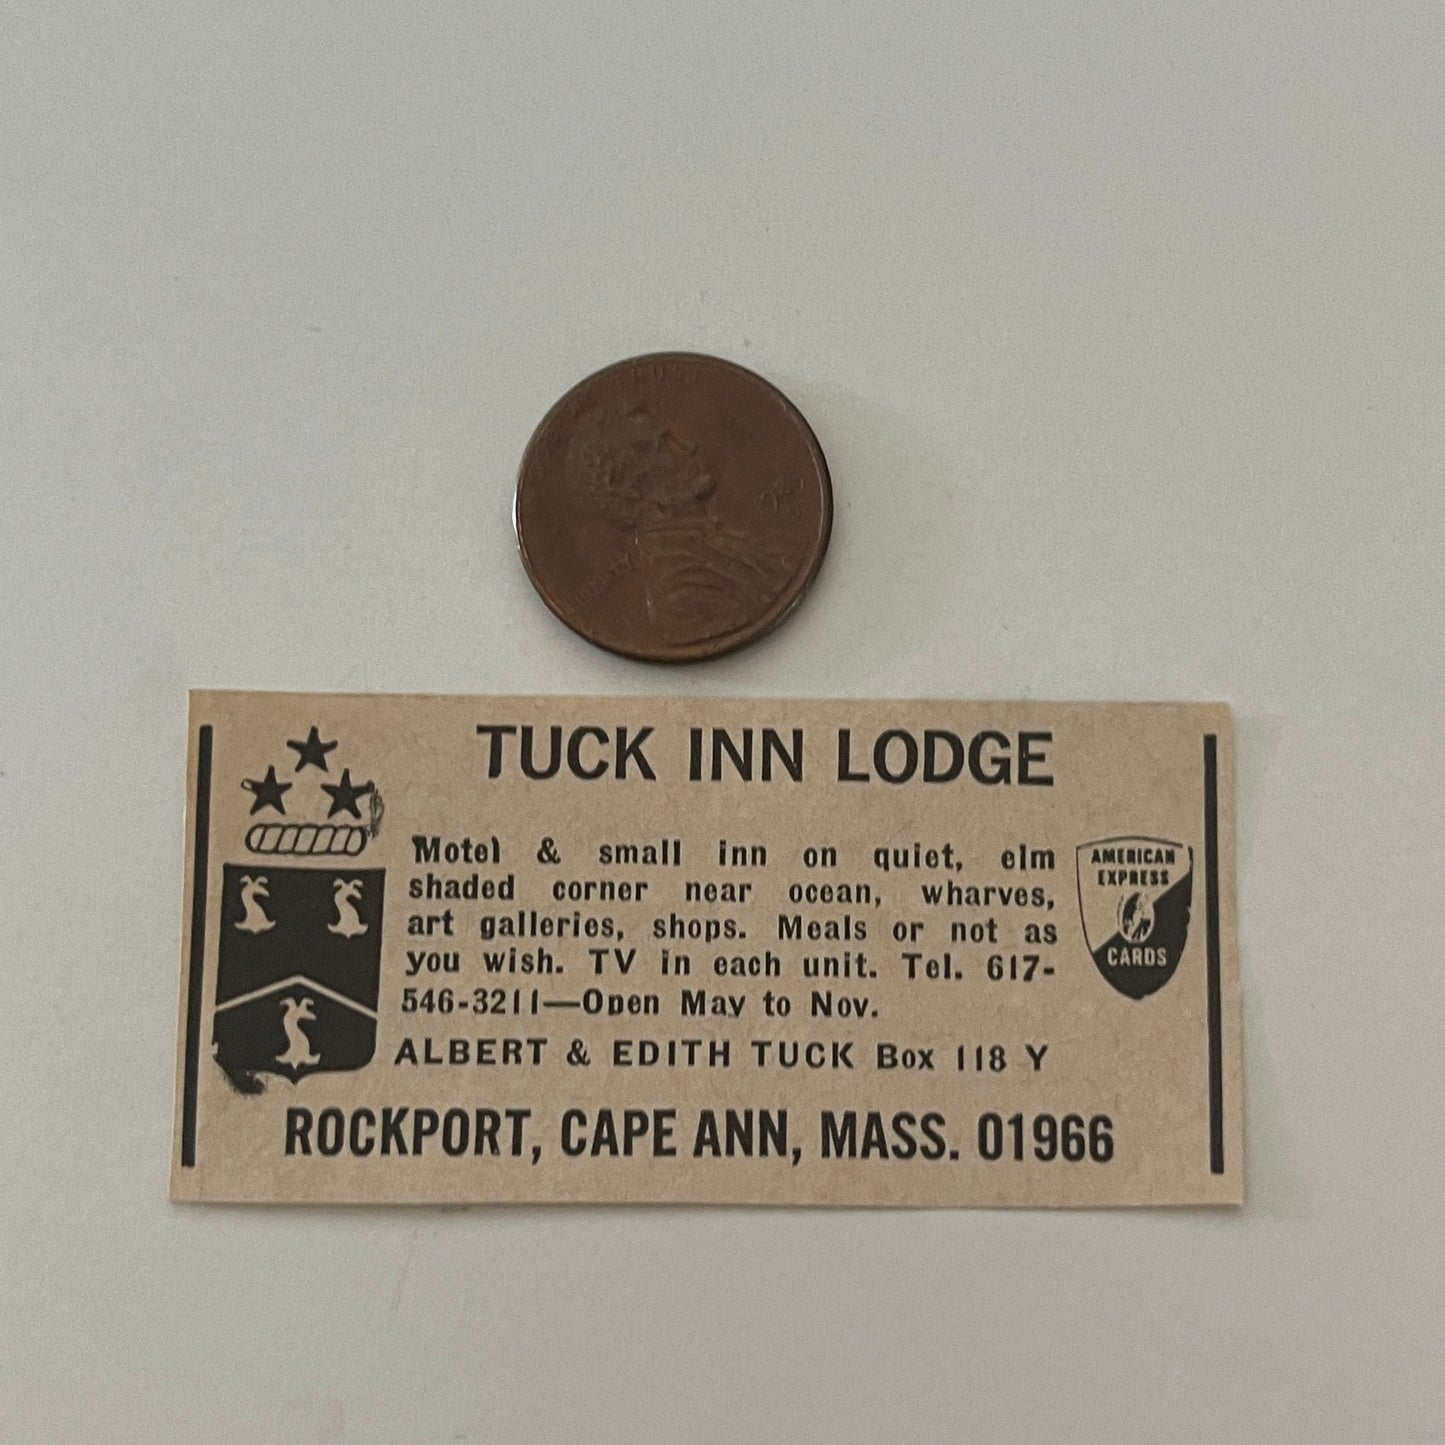 TRUST
TUCK INN LODGE
Motel & small inn on quiet, elm
shaded corner near ocean, wharves,
art galleries, shops. Meals or not as
you wish. TV in each unit. Tel. 617-
546-3211—Open May to Nov.
ALBERT & EDITH TUCK Box 118 Y
ROCKPORT, CAPE ANN, MASS. 01966
AMERICAN
EXPRESS
CARDS